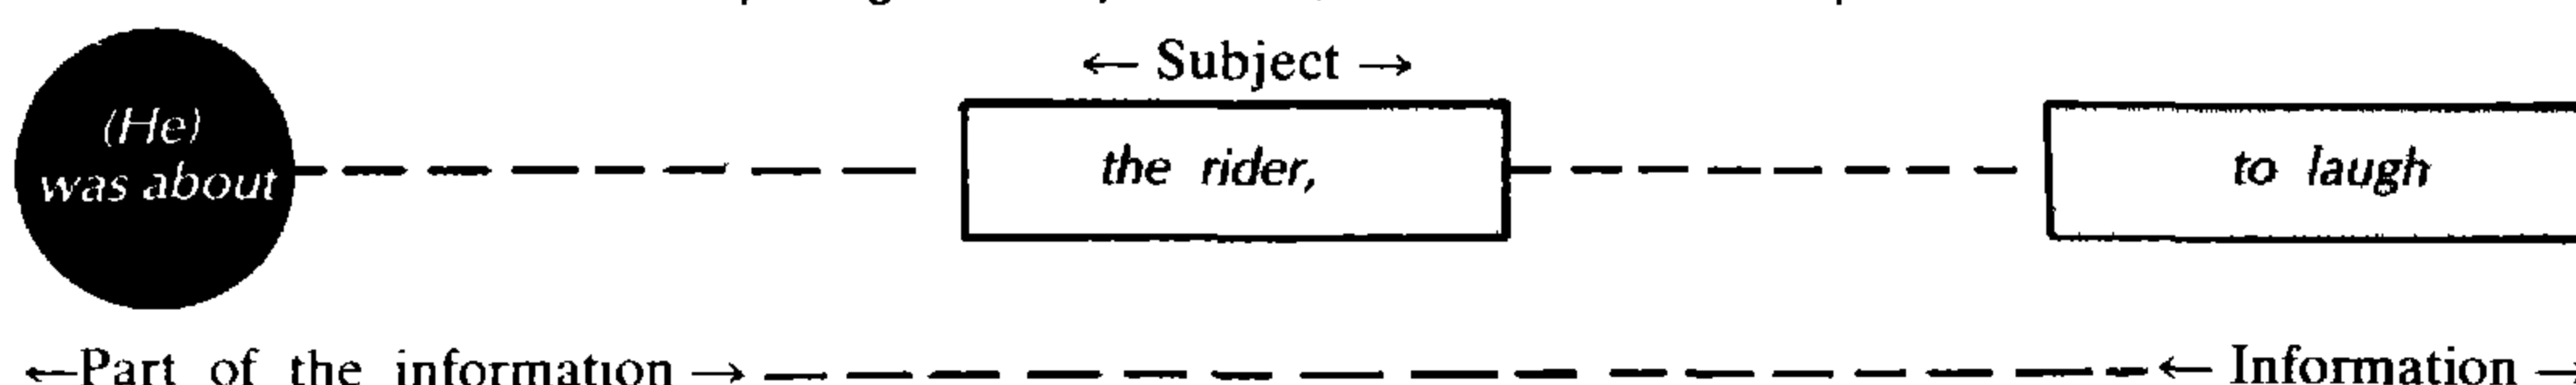 ← Subject →
(He)
was about
the rider,
to laugh
←Part of the information → ← Information →